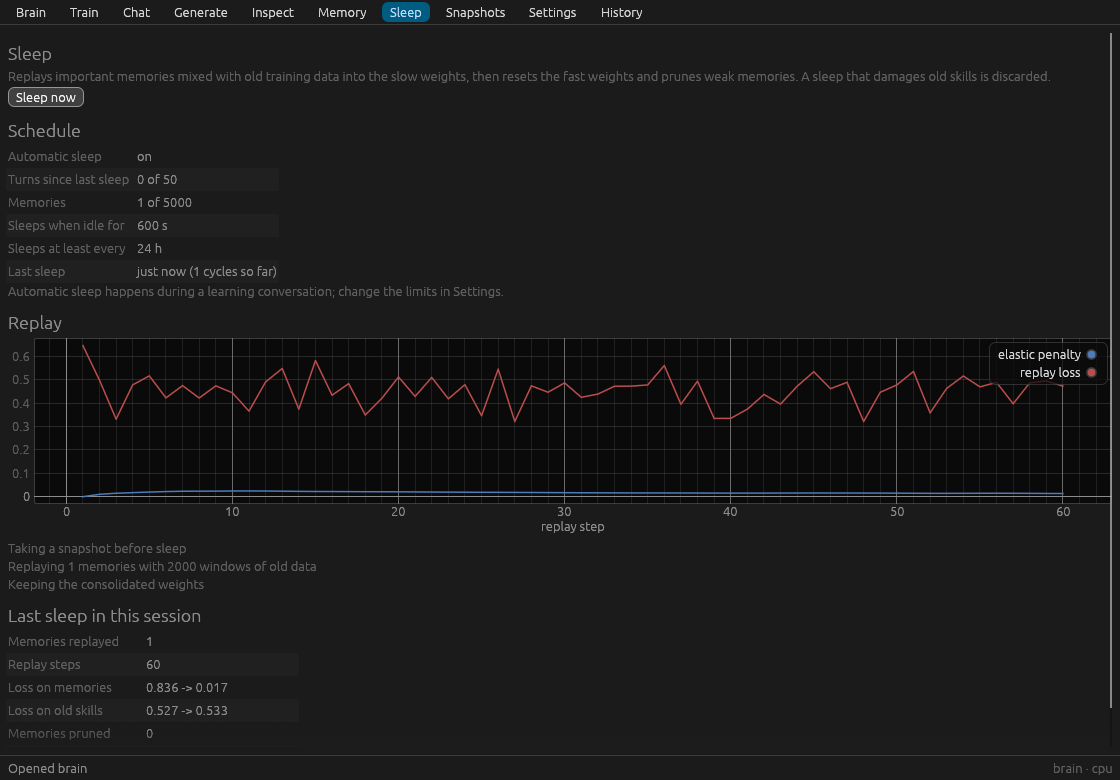 Brain Train Chat Generate Inspect Memory Sleep Snapshots Settings History
Sleep
Replays important memories mixed with old training data into the slow weights, then resets the fast weights and prunes weak memories. A sleep that damages old skills is discarded.
Sleep now
Schedule
Automatic sleep on
Turns since last sleep 0 of 50
Memories 1 of 5000
Sleeps when idle for 600 s
Sleeps at least every 24 h
Last sleep just now (1 cycles so far)
Automatic sleep happens during a learning conversation; change the limits in Settings.
Replay
elastic penalty
replay loss
0.6
0.5
0.4
0.3
0.2
0.1
0
0 10 20 30 40 50 60
replay step
Taking a snapshot before sleep
Replaying 1 memories with 2000 windows of old data
Keeping the consolidated weights
Last sleep in this session
Memories replayed 1
Replay steps 60
Loss on memories 0.836 -> 0.017
Loss on old skills 0.527 -> 0.533
Memories pruned 0
Opened brain brain · cpu